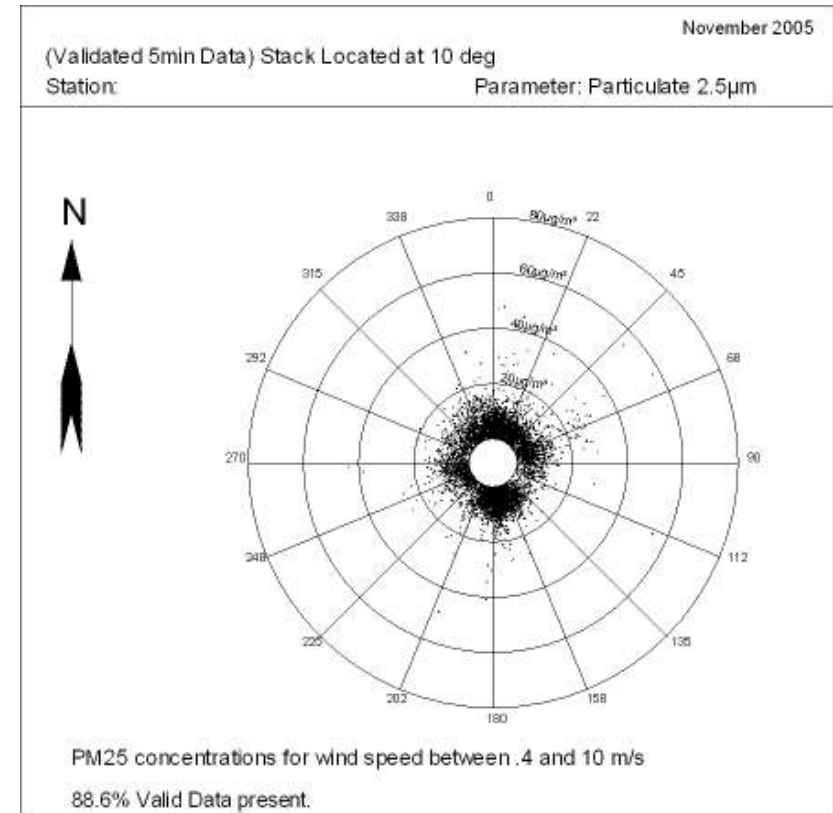 November 2005
(Validated 5min Data) Stack Located at 10 deg
Station: Parameter: Particulate 2.5µm
N
0
338 80µg/m³ 22
315 60µg/m³ 45
40µg/m³
292 20µg/m³ 68
270 90
248 112
225 135
202 158
180
PM25 concentrations for wind speed between .4 and 10 m/s
88.6% Valid Data present.